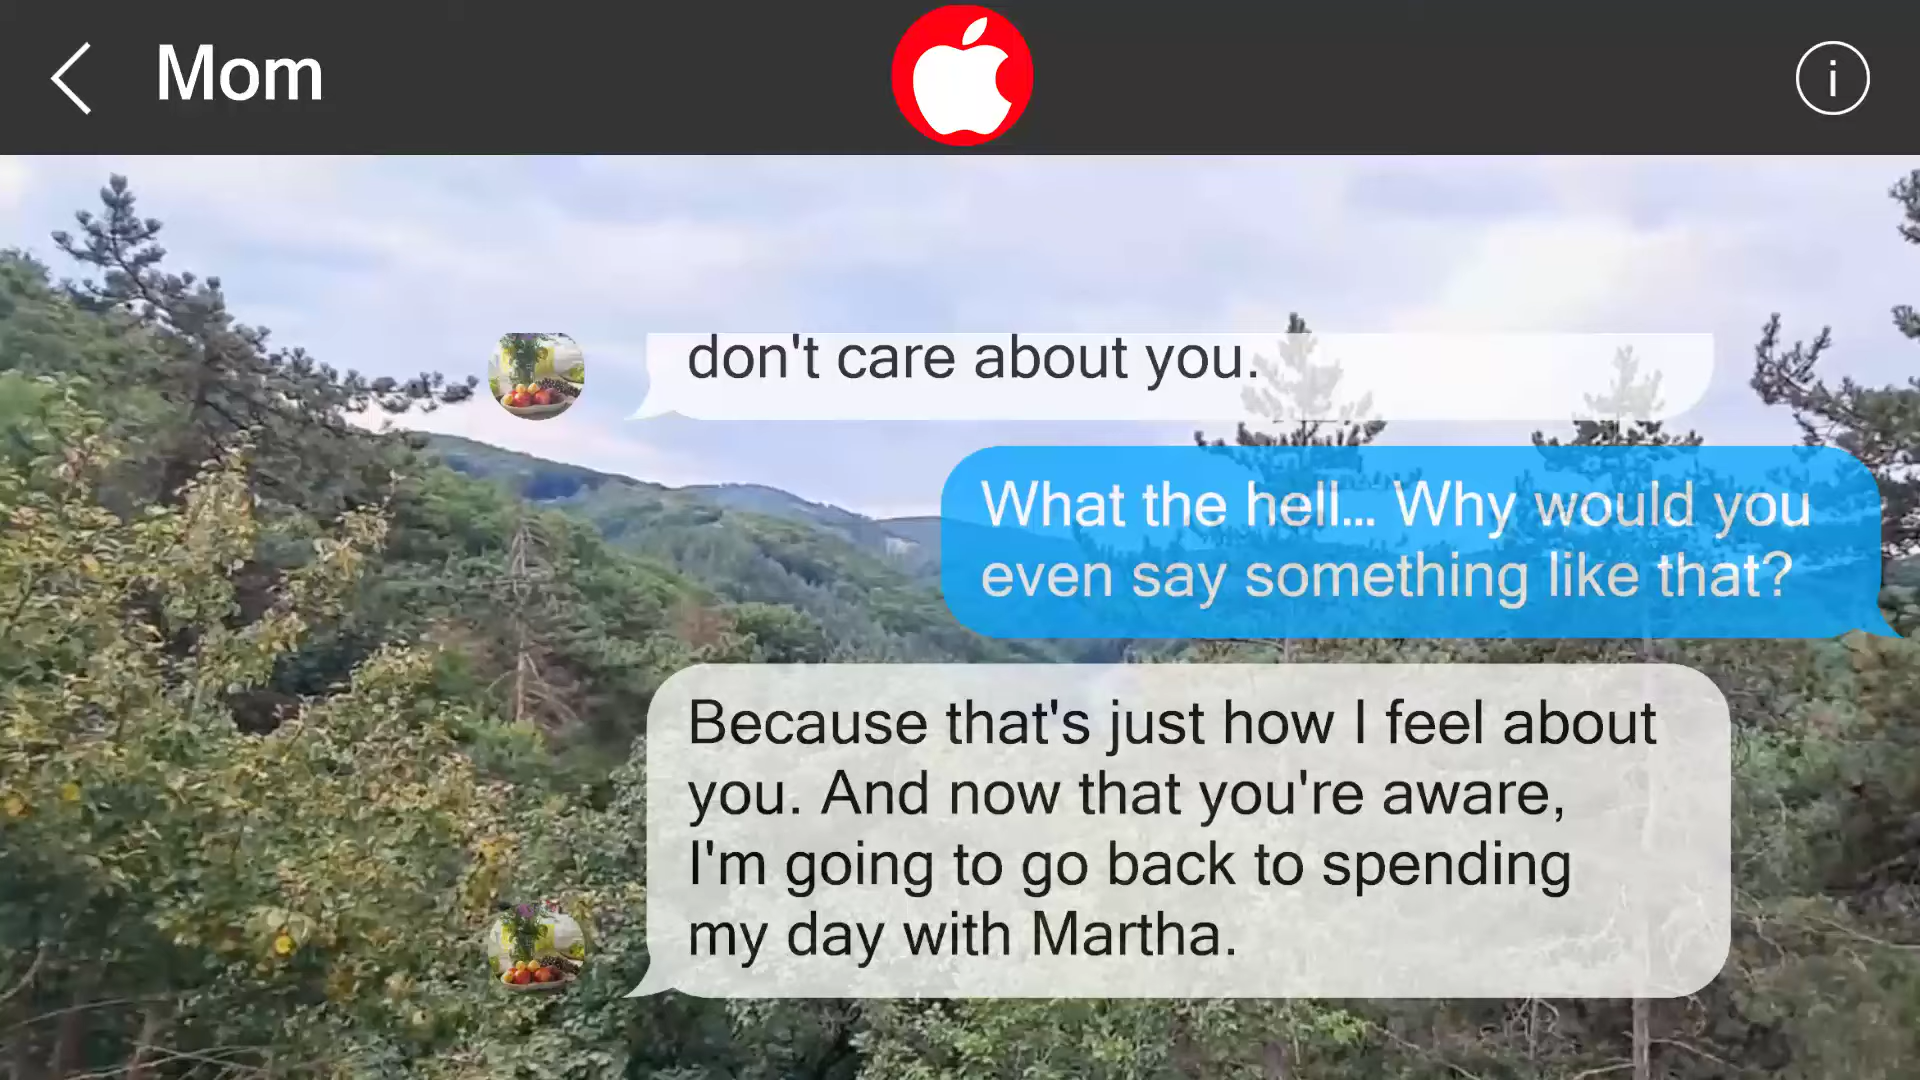 Mom
don't care about you.
What the hell... Why would you
even say something like that?
Because that's just how I feel about
you. And now that you're aware,
I'm going to go back to spending
my day with Martha.